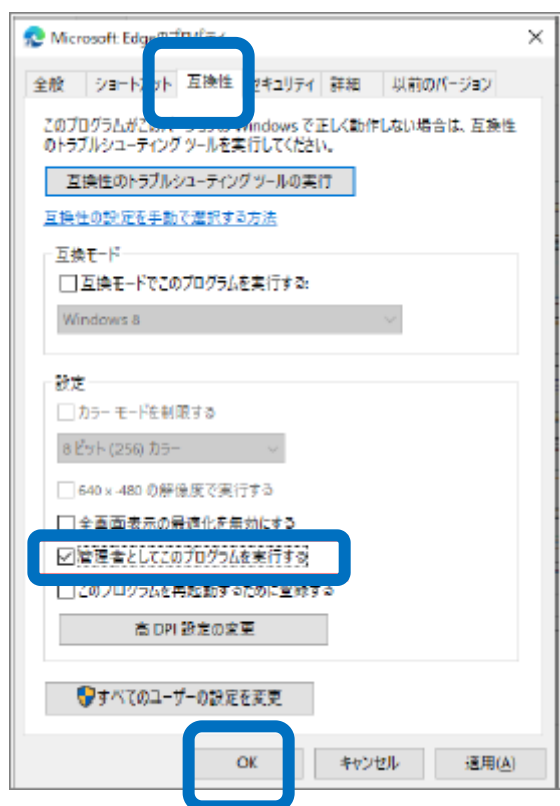 Microsoft Edgeのプロパティ
全般 ショートカット 互換性 セキュリティ 詳細 以前のバージョン
このプログラムがこのバージョンの Windows で正しく動作しない場合は、互換性
のトラブルシューティング ツールを実行してください。
互換性のトラブルシューティング ツールの実行
互換性の設定を手動で選択する方法
互換モード
互換モードでこのプログラムを実行する:
Windows 8
設定
カラー モードを制限する
8 ビット (256) カラー
640 x 480 の解像度で実行する
全画面表示の最適化を無効にする
管理者としてこのプログラムを実行する
このプログラムを再起動するために登録する
高 DPI 設定の変更
すべてのユーザーの設定を変更
OK キャンセル 適用(A)